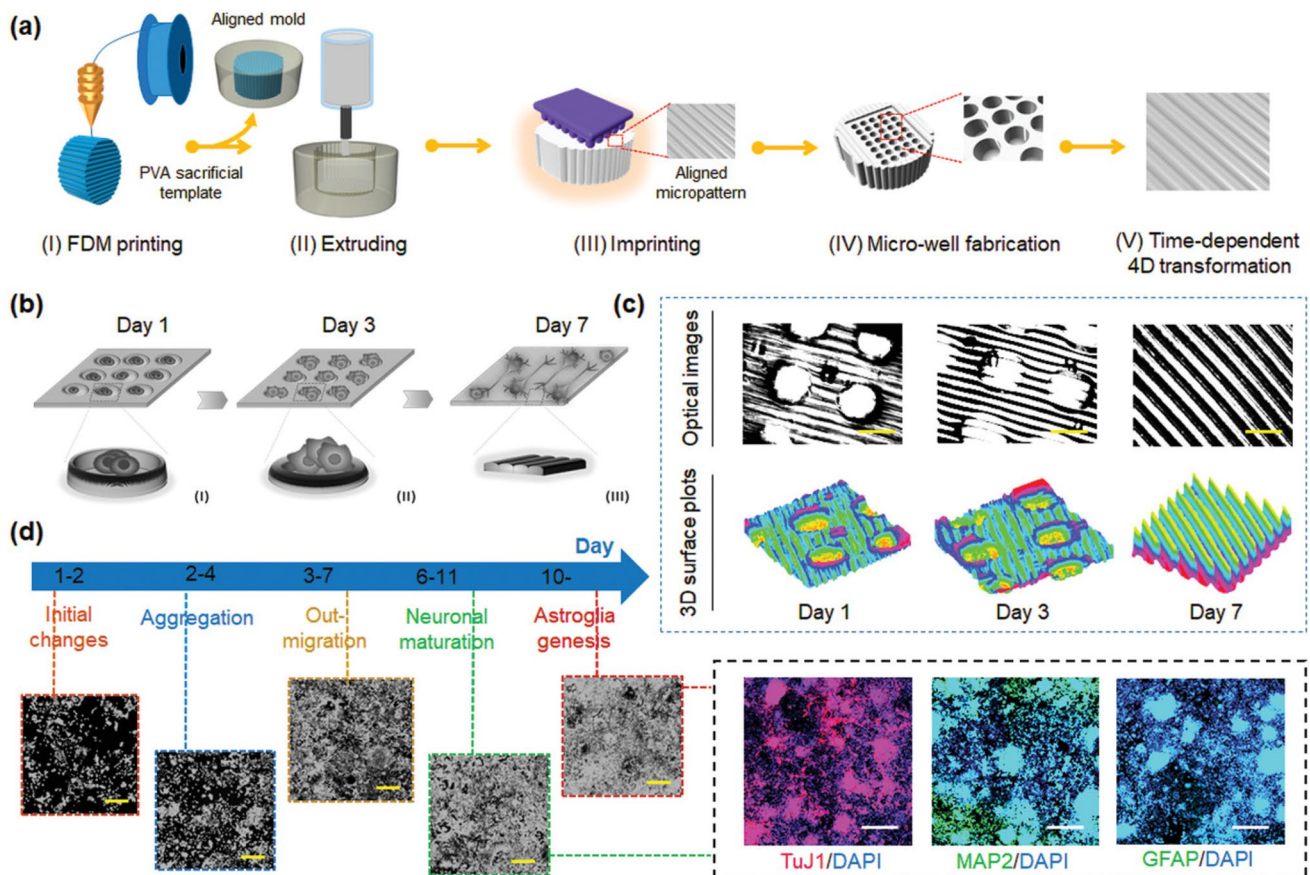 (a)
Aligned mold
PVA sacrificial
template
Aligned
micropattern
(I) FDM printing
(II) Extruding
(III) Imprinting
(IV) Micro-well fabrication
(V) Time-dependent
4D transformation
(b)
Day 1
Day 3
Day 7
(I)
(II)
(III)
(c)
Optical images
3D surface plots
Day 1
Day 3
Day 7
(d)
Day
1-2
2-4
3-7
6-11
10-
Initial
changes
Aggregation
Out-
migration
Neuronal
maturation
Astroglia
genesis
TuJ1/DAPI
MAP2/DAPI
GFAP/DAPI